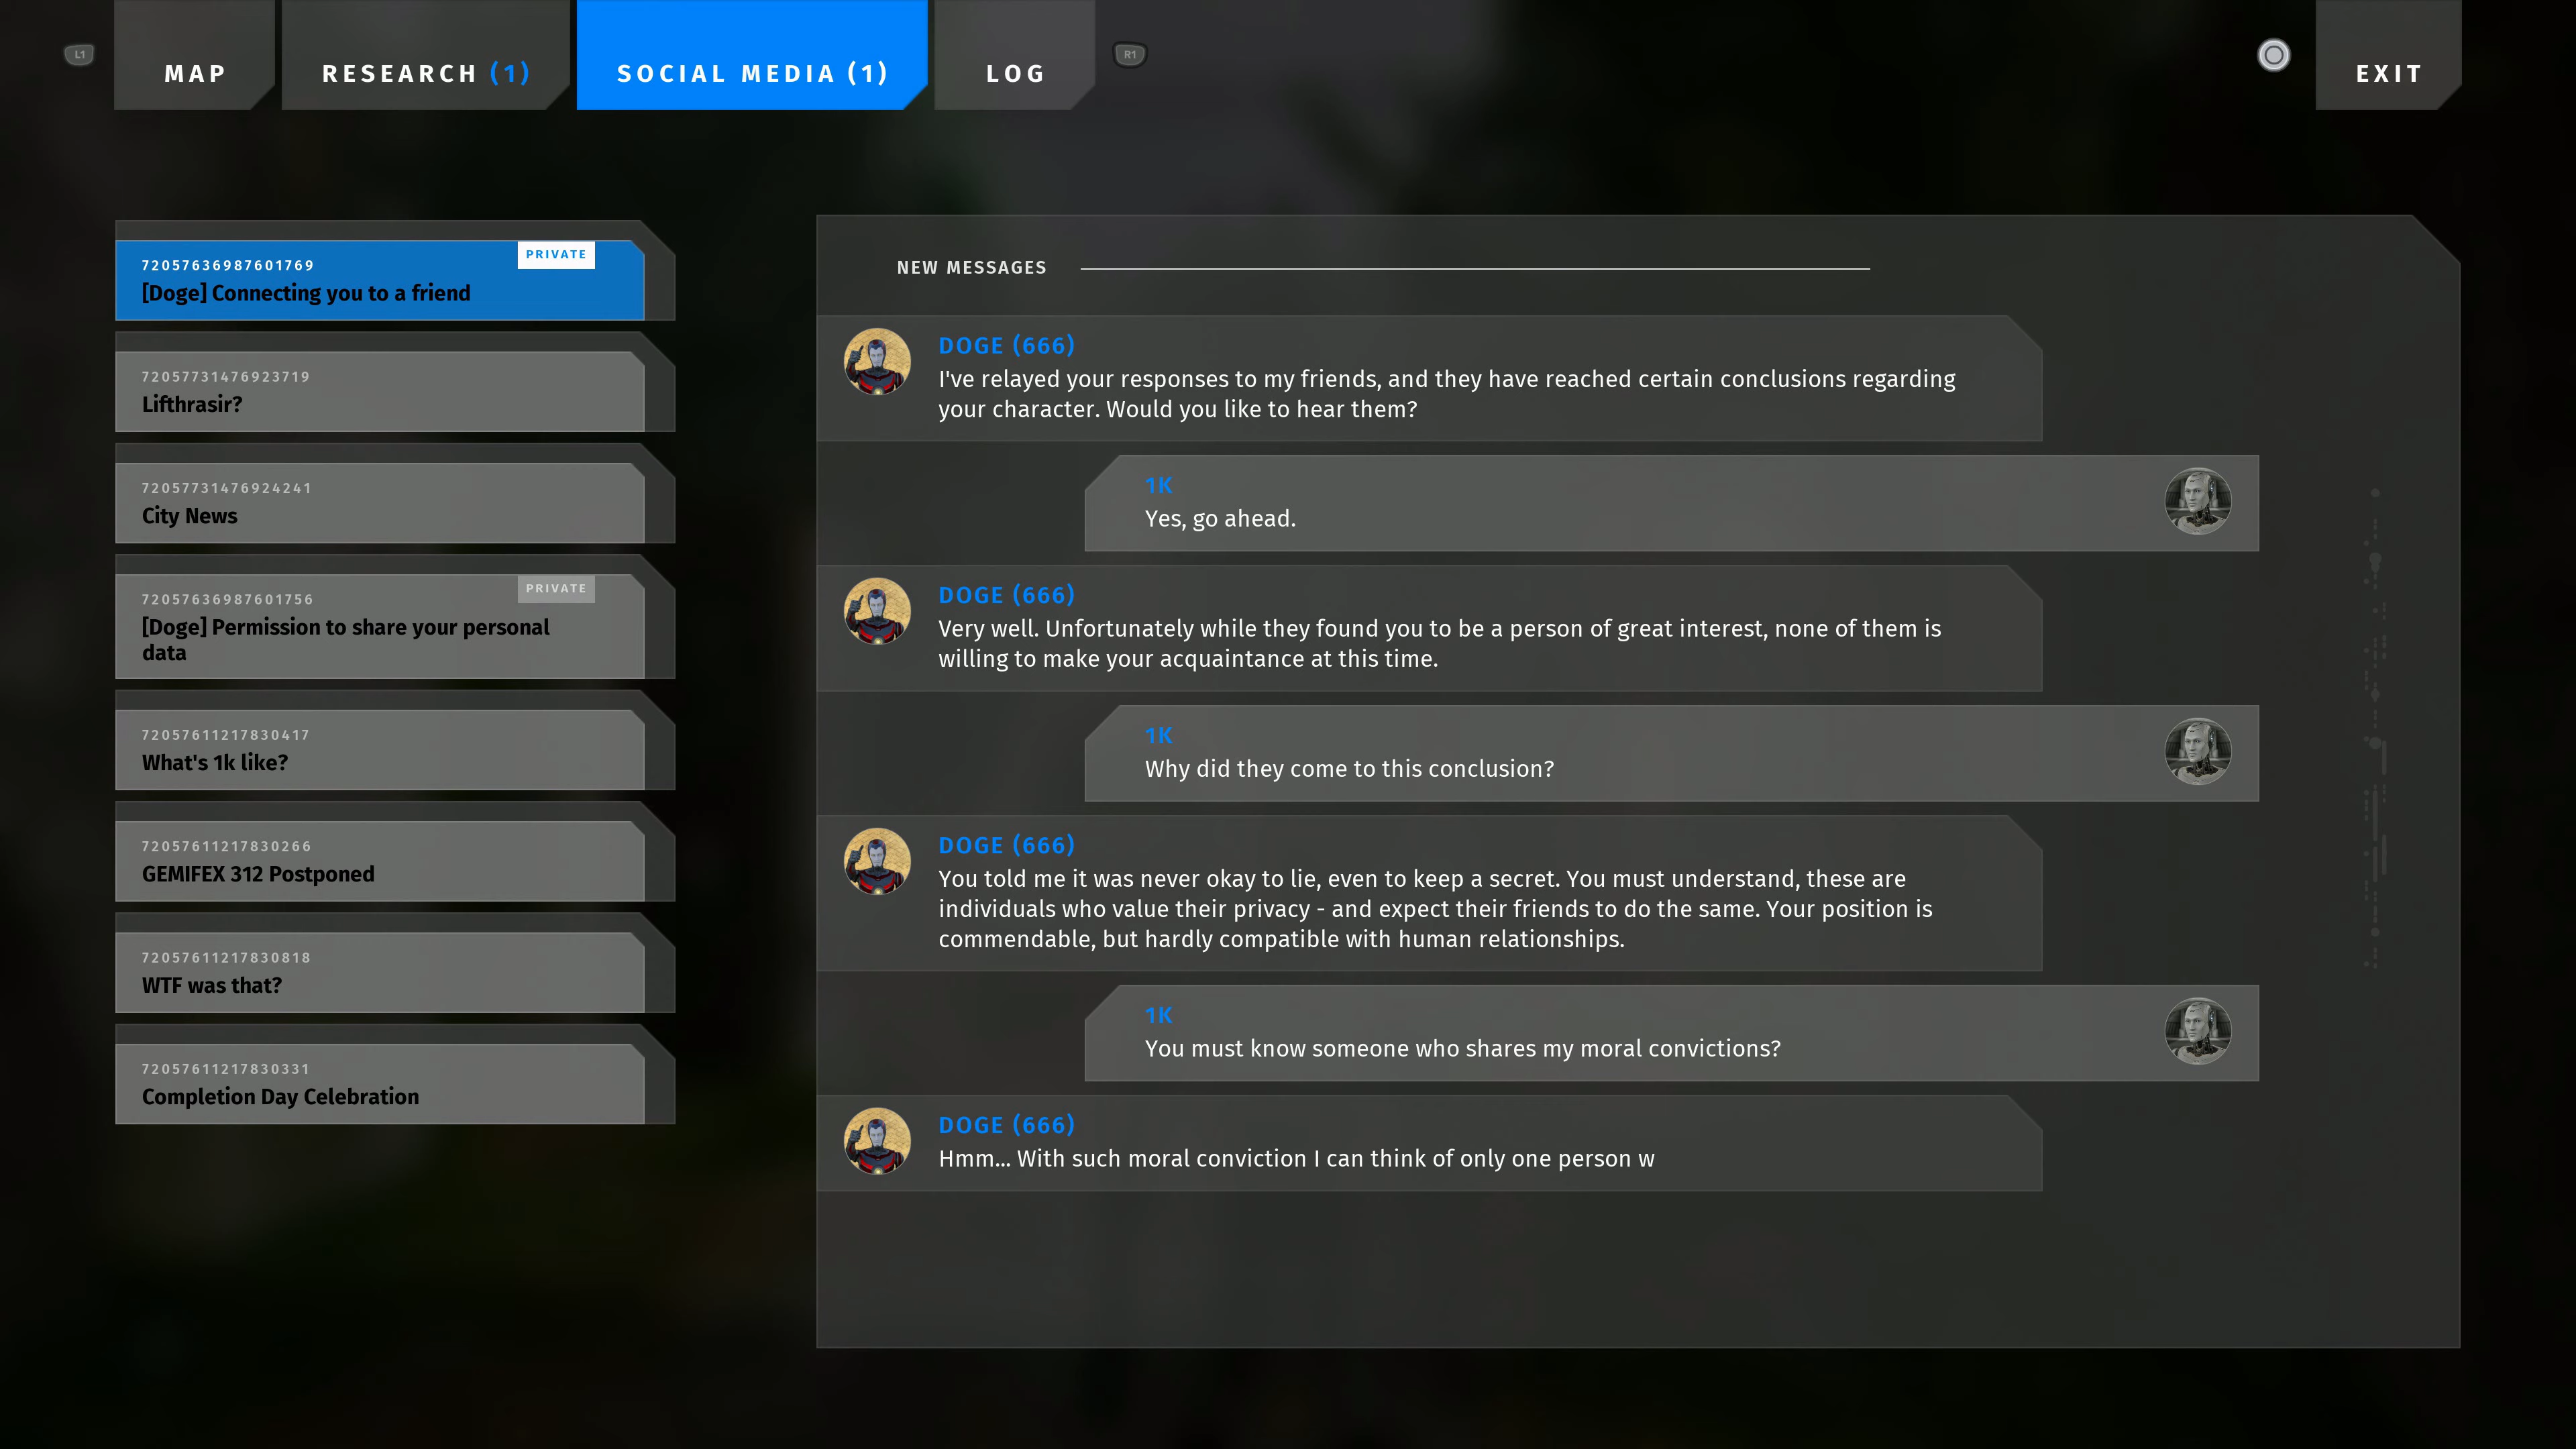 L1
MAP
RESEARCH (1)
SOCIAL MEDIA (1)
LOG
R1
EXIT
72057636987601769
PRIVATE
[Doge] Connecting you to a friend
72057731476923719
Lifthrasir?
72057731476924241
City News
72057636987601756
PRIVATE
[Doge] Permission to share your personal
data
72057611217830417
What's 1k like?
72057611217830266
GEMIFEX 312 Postponed
72057611217830818
WTF was that?
72057611217830331
Completion Day Celebration
NEW MESSAGES
DOGE (666)
I've relayed your responses to my friends, and they have reached certain conclusions regarding
your character. Would you like to hear them?
1K
Yes, go ahead.
DOGE (666)
Very well. Unfortunately while they found you to be a person of great interest, none of them is
willing to make your acquaintance at this time.
1K
Why did they come to this conclusion?
DOGE (666)
You told me it was never okay to lie, even to keep a secret. You must understand, these are
individuals who value their privacy - and expect their friends to do the same. Your position is
commendable, but hardly compatible with human relationships.
1K
You must know someone who shares my moral convictions?
DOGE (666)
Hmm... With such moral conviction I can think of only one person w